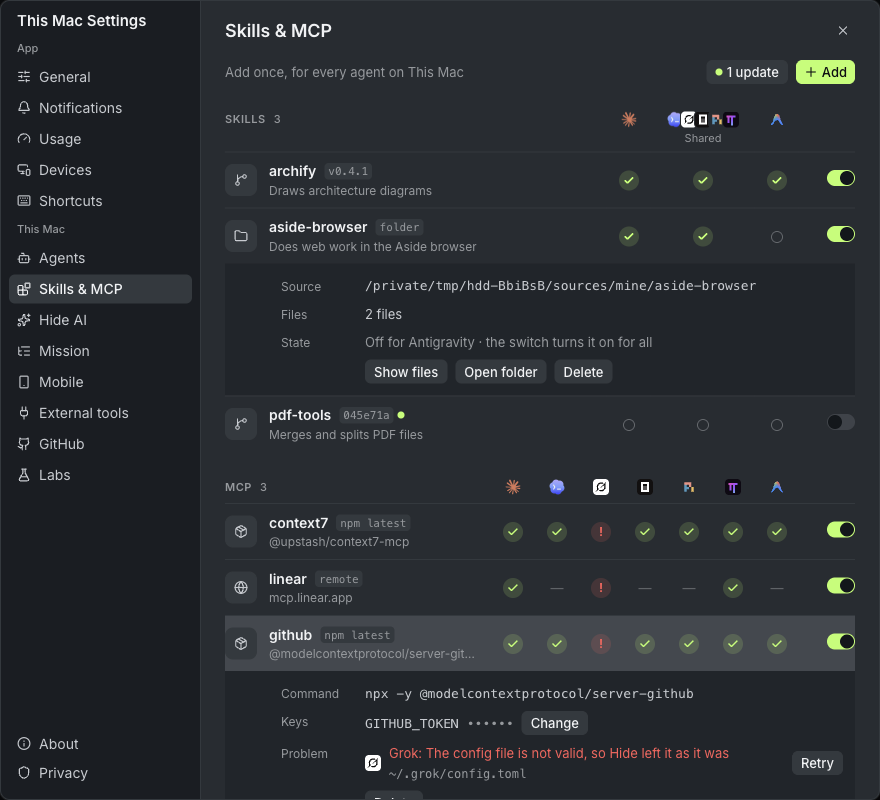 This Mac Settings
App
General
Notifications
Usage
Devices
Shortcuts
This Mac
Agents
Skills & MCP
Hide AI
Mission
Mobile
External tools
GitHub
Labs
About
Privacy
Skills & MCP
Add once, for every agent on This Mac
1 update
+ Add
SKILLS 3
Shared
archify v0.4.1
Draws architecture diagrams
aside-browser folder
Does web work in the Aside browser
Source /private/tmp/hdd-BbiBsB/sources/mine/aside-browser
Files 2 files
State Off for Antigravity · the switch turns it on for all
Show files Open folder Delete
pdf-tools 045e71a
Merges and splits PDF files
MCP 3
context7 npm latest
@upstash/context7-mcp
linear remote
mcp.linear.app
github npm latest
@modelcontextprotocol/server-git...
Command npx -y @modelcontextprotocol/server-github
Keys GITHUB_TOKEN •••••• Change
Problem Grok: The config file is not valid, so Hide left it as it was
~/.grok/config.toml
Retry